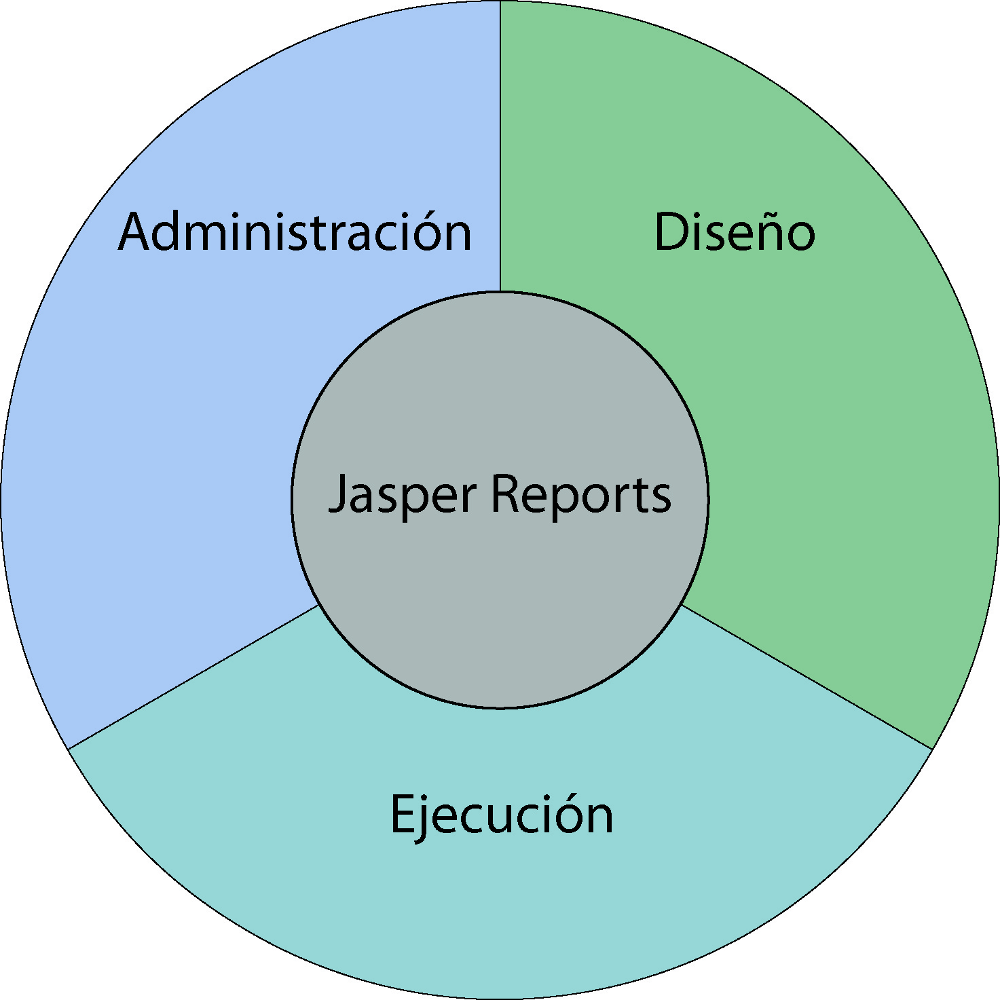 Administración
Diseño
Jasper Reports
Ejecución